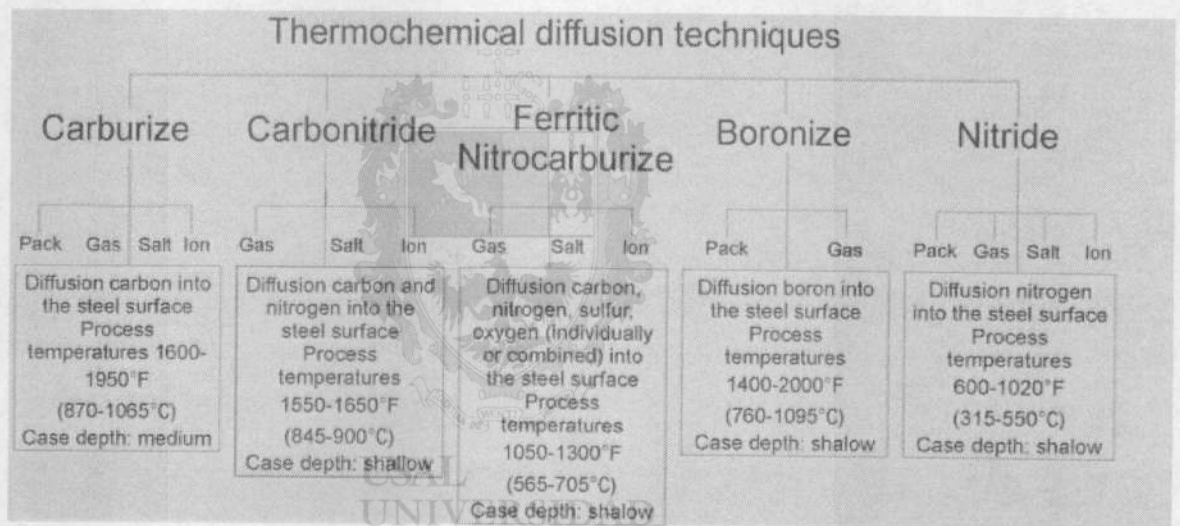 Thermochemical diffusion techniques
Carburize
Pack Gas Salt Ion
Diffusion carbon into
the steel surface
Process
temperatures 1600-
1950°F
(870-1065°C)
Case depth: medium
Carbonitride
Gas Salt Ion
Diffusion carbon and
nitrogen into the
steel surface
Process
temperatures
1550-1650°F
(845-900°C)
Case depth: shallow
Ferritic
Nitrocarburize
Gas Salt Ion
Diffusion carbon,
nitrogen, sulfur,
oxygen (individually
or combined) into
the steel surface
Process
temperatures
1050-1300°F
(565-705°C)
Case depth: shalow
Boronize
Pack Gas
Diffusion boron into
the steel surface
Process
temperatures
1400-2000°F
(760-1095°C)
Case depth: shalow
Nitride
Pack Gas Salt Ion
Diffusion nitrogen
into the steel surface
Process
temperatures
600-1020°F
(315-550°C)
Case depth: shalow
USAL
UNIVERSIDAD